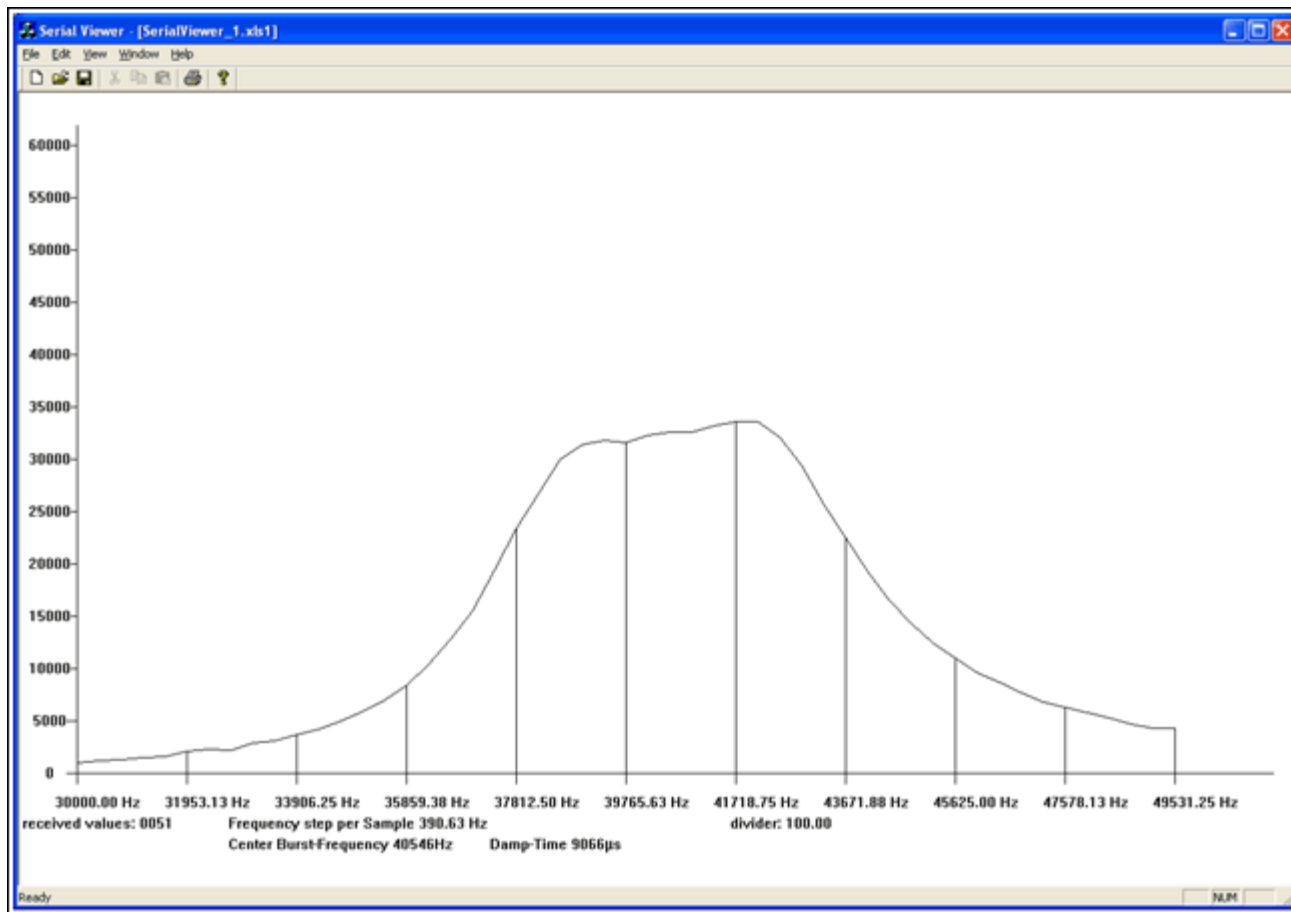 Serial Viewer - [SerialViewer_1.xls1]
File Edit View Window Help
60000
55000
50000
45000
40000
35000
30000
25000
20000
15000
10000
5000
0
30000.00 Hz 31953.13 Hz 33906.25 Hz 35859.38 Hz 37812.50 Hz 39765.63 Hz 41718.75 Hz 43671.88 Hz 45625.00 Hz 47578.13 Hz 49531.25 Hz
received values: 0051 Frequency step per Sample 390.63 Hz divider: 100.00
Center Burst-Frequency 40546Hz Damp-Time 9066µs
Ready NUM